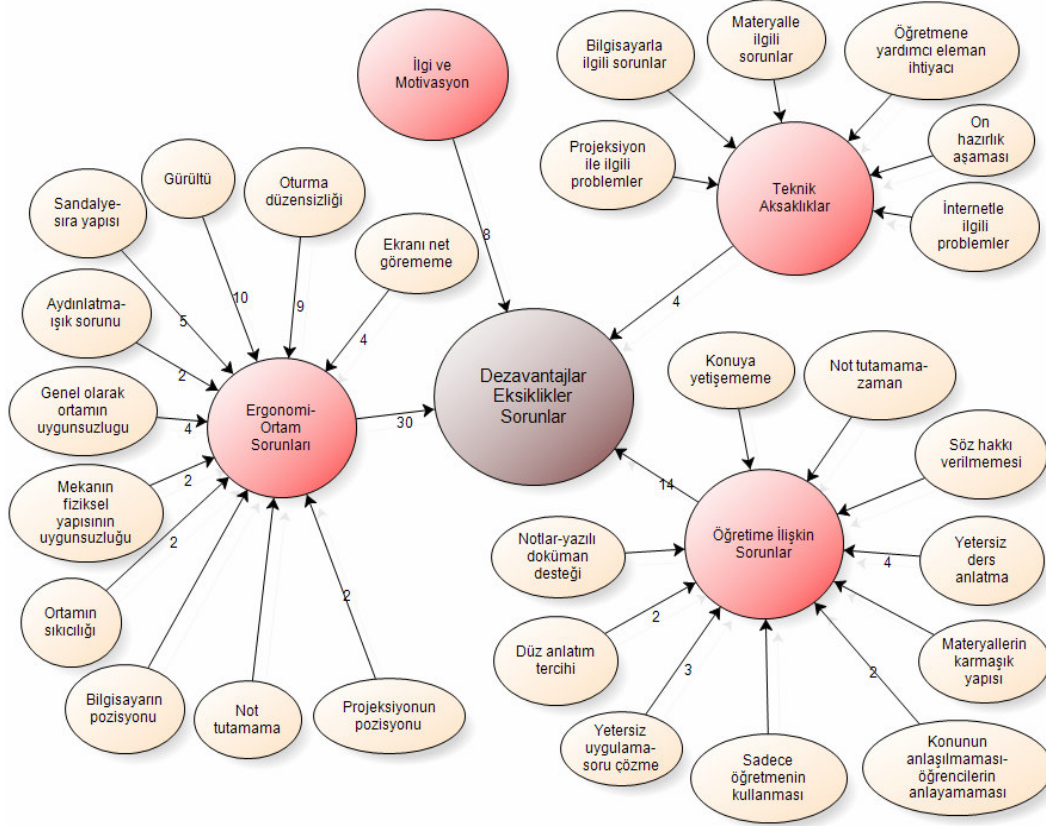 İlgi ve
Motivasyon
8
Bilgisayarla
ilgili sorunlar
Materyalle
ilgili
sorunlar
Öğretmene
yardımcı eleman
ihtiyacı
Projeksiyon
ile ilgili
problemler
Teknik
Aksaklıklar
On
hazırlık
aşaması
İnternetle
ilgili
problemler
4
Sandalye-
sıra yapısı
5
Gürültü
10
Oturma
düzensizliği
9
Ekranı net
görememe
4
Aydınlatma-
ışık sorunu
2
Genel olarak
ortamın
uygunsuzlugu
4
Ergonomi-
Ortam
Sorunları
30
Dezavantajlar
Eksiklikler
Sorunlar
Mekanın
fiziksel
yapısının
uygunsuzluğu
2
Ortamın
sıkıcılığı
2
Bilgisayarın
pozisyonu
Not
tutamama
Projeksiyonun
pozisyonu
2
Konuya
yetişememe
Not tutamama-
zaman
Söz hakkı
verilmemesi
14
Öğretime İlişkin
Sorunlar
Notlar-yazılı
doküman
desteği
Yetersiz
ders
anlatma
4
Düz anlatım
tercihi
2
Materyallerin
karmaşık
yapısı
Yetersiz
uygulama-
soru çözme
3
Sadece
öğretmenin
kullanması
Konunun
anlaşılmaması-
öğrencilerin
anlayamaması
2